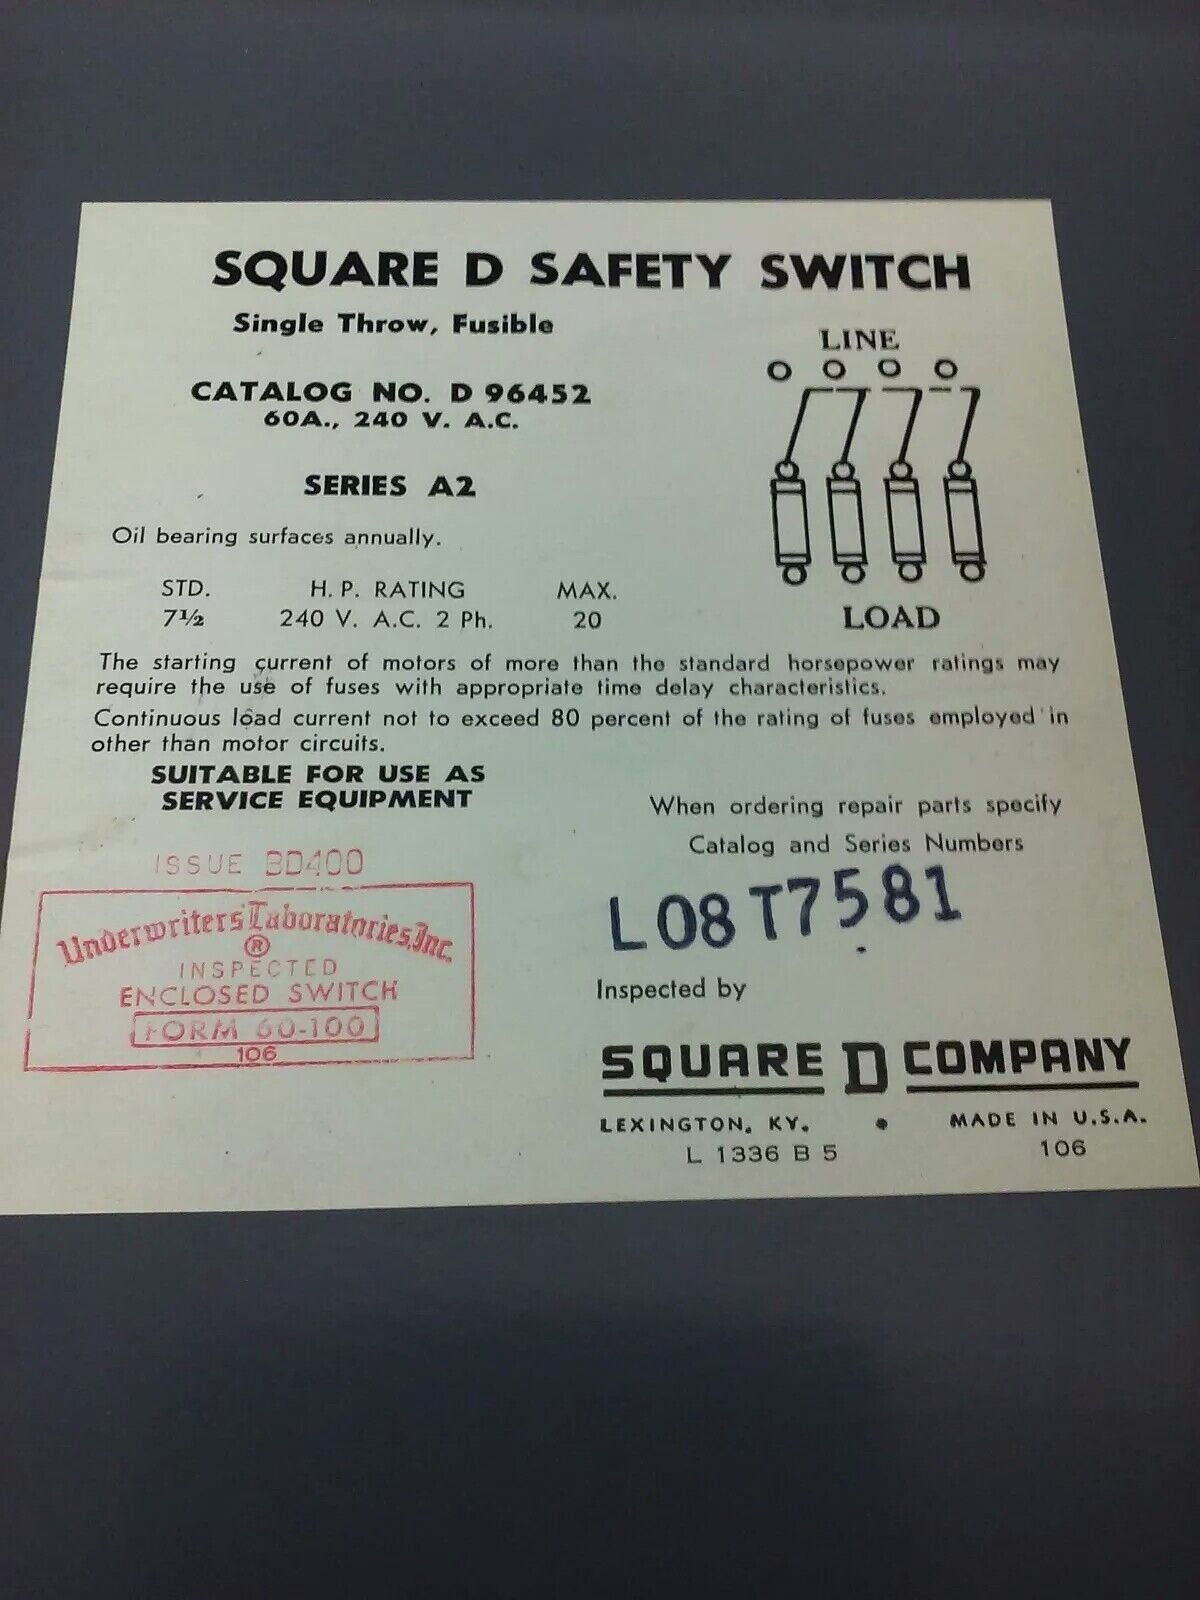 SQUARE D SAFETY SWITCH
Single Throw, Fusible
CATALOG NO. D 96452
60A., 240 V. A.C.
SERIES A2
LINE
LOAD
Oil bearing surfaces annually.
STD. H. P. RATING MAX.
7½ 240 V. A.C. 2 Ph. 20
The starting current of motors of more than the standard horsepower ratings may
require the use of fuses with appropriate time delay characteristics.
Continuous load current not to exceed 80 percent of the rating of fuses employed in
other than motor circuits.
SUITABLE FOR USE AS
SERVICE EQUIPMENT
ISSUE BD400
Underwriters' Laboratories, Inc.
®
INSPECTED
ENCLOSED SWITCH
FORM 60-100
106
When ordering repair parts specify
Catalog and Series Numbers
L08T7581
Inspected by
SQUARE D COMPANY
LEXINGTON, KY. • MADE IN U.S.A.
L 1336 B 5 106